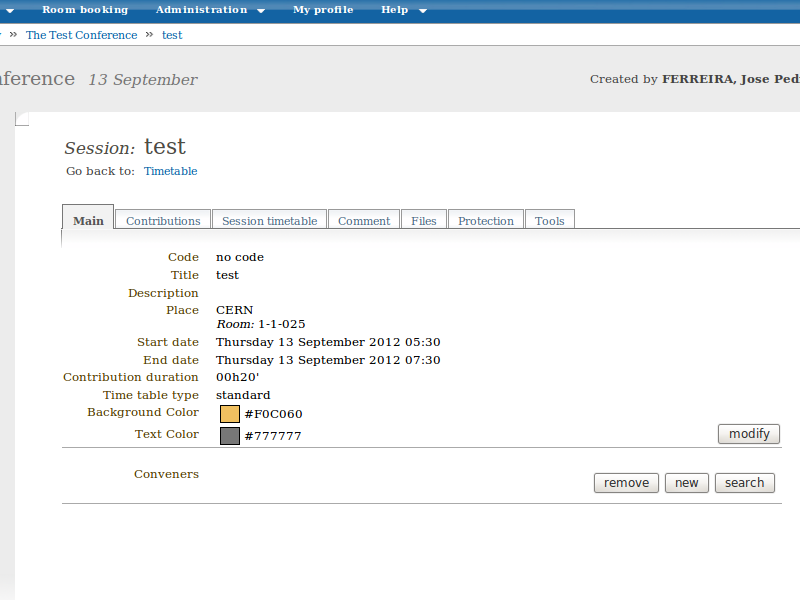 Room booking Administration My profile Help
» The Test Conference » test
nference 13 September Created by FERREIRA, Jose Ped
Session: test
Go back to: Timetable
Main Contributions Session timetable Comment Files Protection Tools
Code no code
Title test
Description
Place CERN
Room: 1-1-025
Start date Thursday 13 September 2012 05:30
End date Thursday 13 September 2012 07:30
Contribution duration 00h20'
Time table type standard
Background Color #F0C060
Text Color #777777
modify
Conveners
remove new search